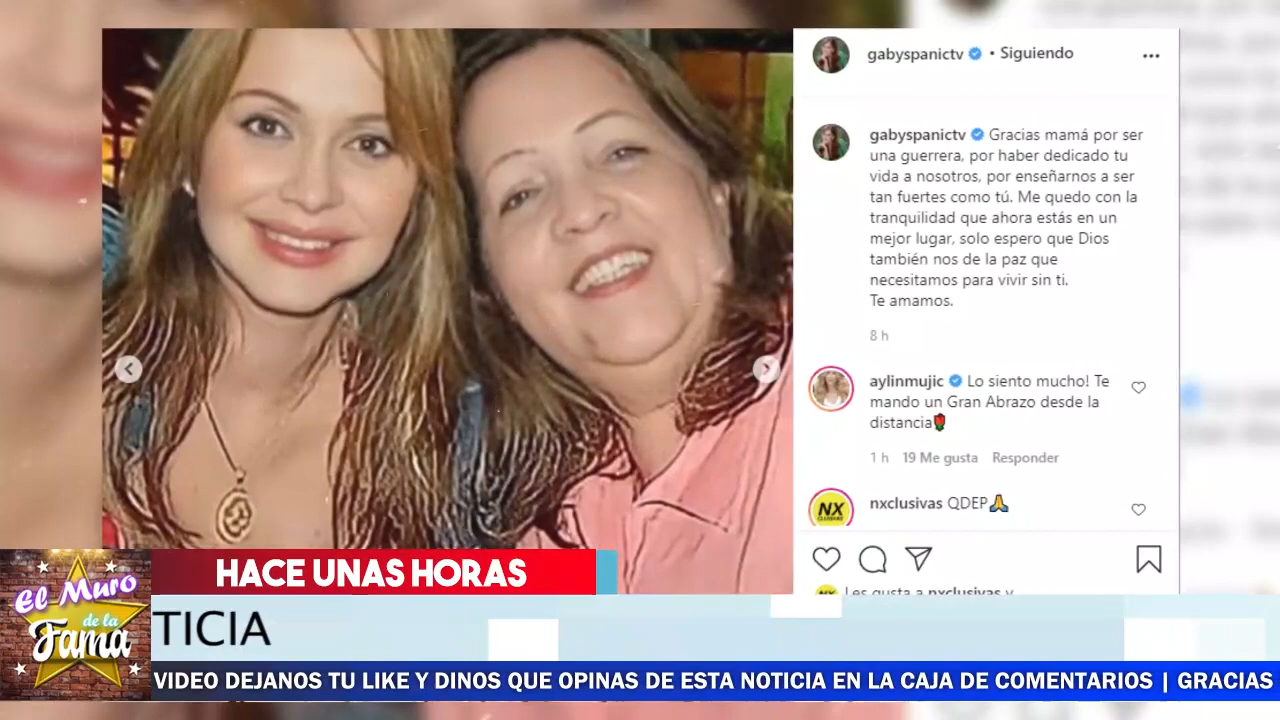 gabyspanictv • Siguiendo
gabyspanictv Gracias mamá por ser
una guerrera, por haber dedicado tu
vida a nosotros, por enseñarnos a ser
tan fuertes como tú. Me quedo con la
tranquilidad que ahora estás en un
mejor lugar, solo espero que Dios
también nos de la paz que
necesitamos para vivir sin ti.
Te amamos.
8 h
aylinmujic Lo siento mucho! Te
mando un Gran Abrazo desde la
distancia🌹
1 h 19 Me gusta Responder
NX
CLUSIVAS
nxclusivas QDEP🙏
NX Les gusta a nxclusivas y
HACE UNAS HORAS
El Muro
de la
Fama
TICIA
VIDEO DEJANOS TU LIKE Y DINOS QUE OPINAS DE ESTA NOTICIA EN LA CAJA DE COMENTARIOS | GRACIAS